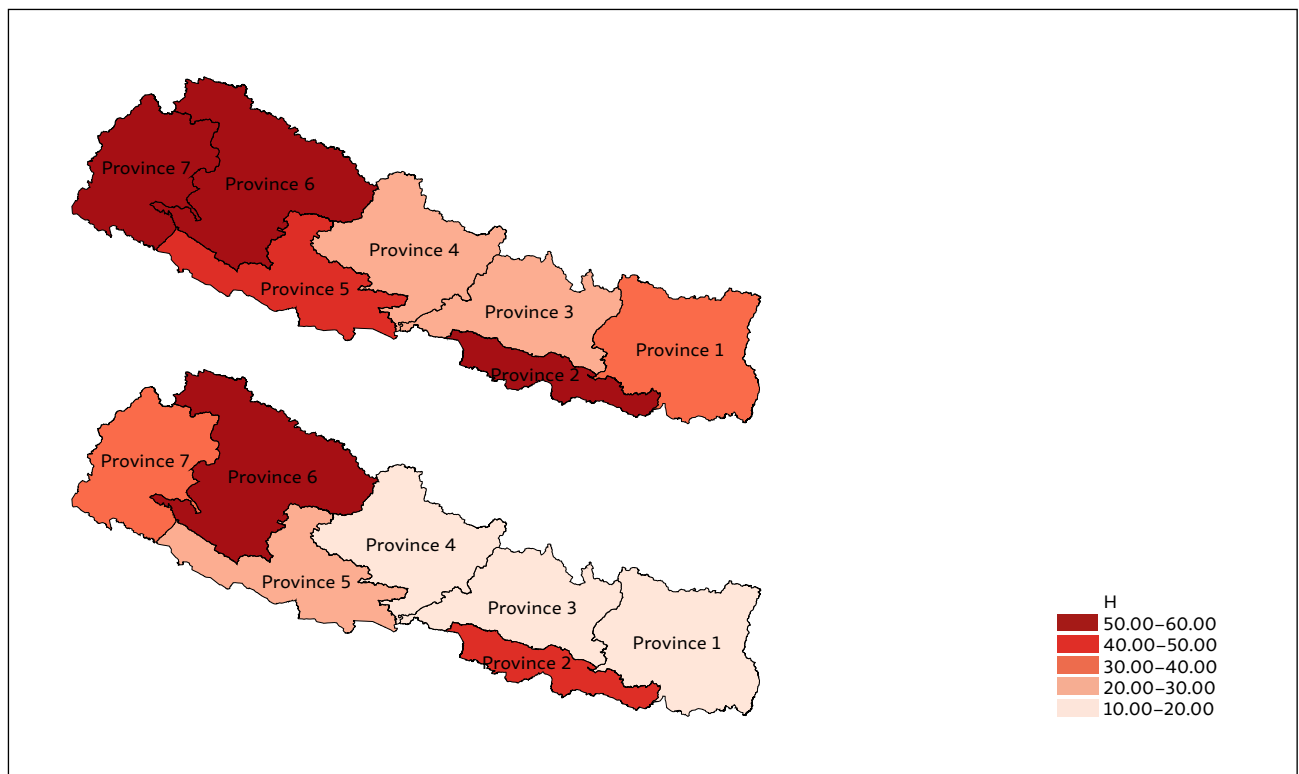 Province 7
Province 6
Province 4
Province 5
Province 3
Province 1
Province 2
Province 7
Province 6
Province 4
Province 5
Province 3
Province 1
Province 2
H
50.00–60.00
40.00–50.00
30.00–40.00
20.00–30.00
10.00–20.00